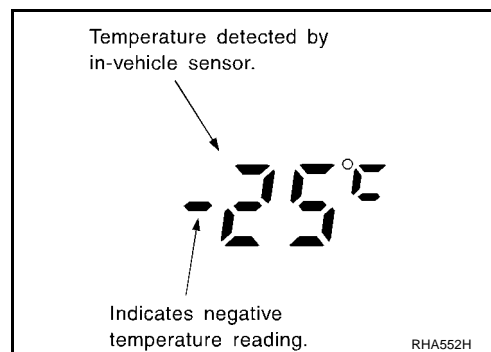 Temperature detected by
in-vehicle sensor.
-25°C
Indicates negative
temperature reading.
RHA552H